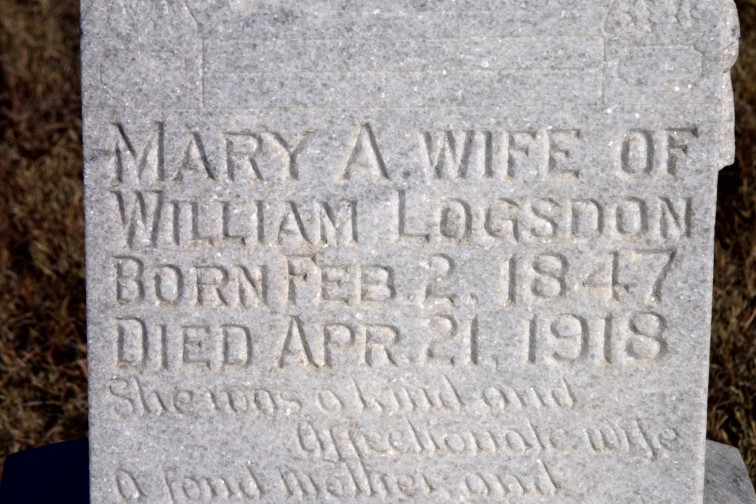 MARY A. WIFE OF
WILLIAM LOGSDON
BORN FEB. 2, 1847
DIED APR. 21, 1918
She was a kind and
affectionate wife
a fond mother and